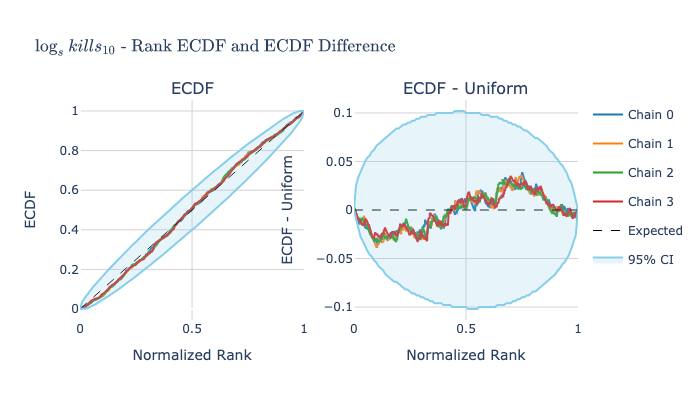 log_s kills_10 - Rank ECDF and ECDF Difference
ECDF
ECDF - Uniform
1
0.8
0.6
0.4
0.2
0
ECDF
0
0.5
1
Normalized Rank
0.1
0.05
0
−0.05
−0.1
ECDF - Uniform
0
0.5
1
Normalized Rank
Chain 0
Chain 1
Chain 2
Chain 3
Expected
95% CI